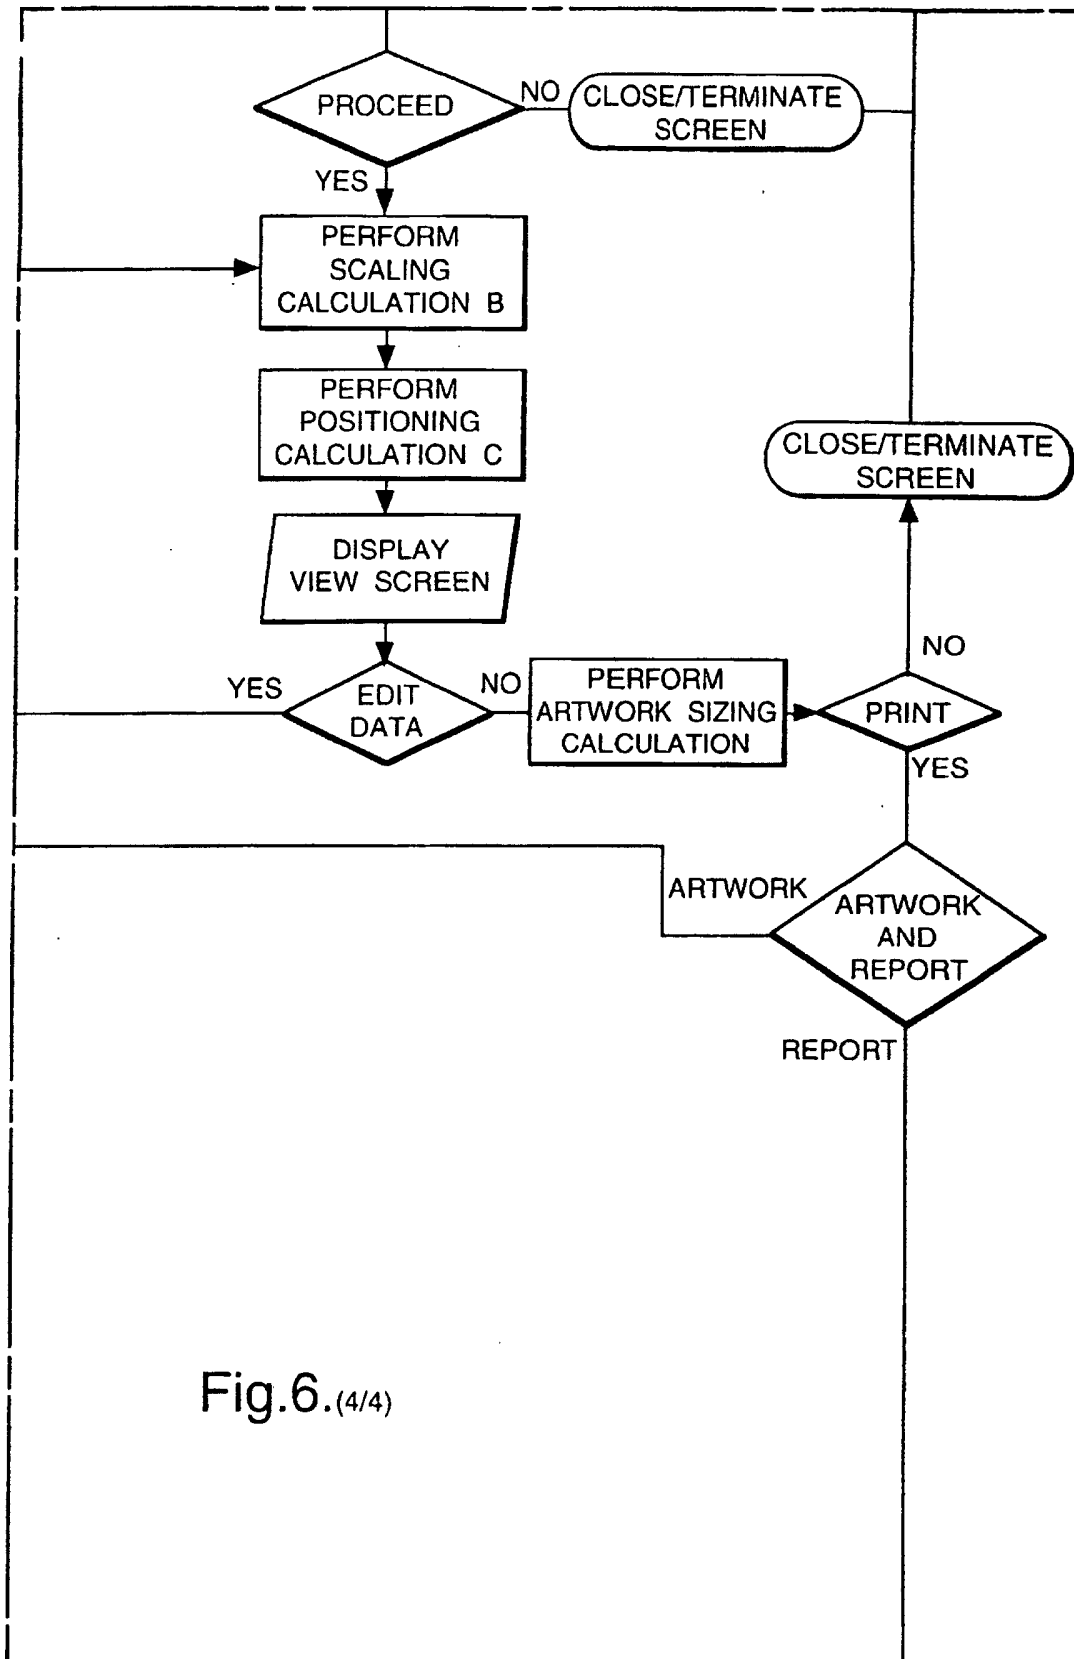 PROCEED
NO
CLOSE/TERMINATE
SCREEN
YES
PERFORM
SCALING
CALCULATION B
PERFORM
POSITIONING
CALCULATION C
CLOSE/TERMINATE
SCREEN
DISPLAY
VIEW SCREEN
NO
YES
EDIT
DATA
NO
PERFORM
ARTWORK SIZING
CALCULATION
PRINT
YES
ARTWORK
ARTWORK
AND
REPORT
REPORT
Fig.6.(4/4)